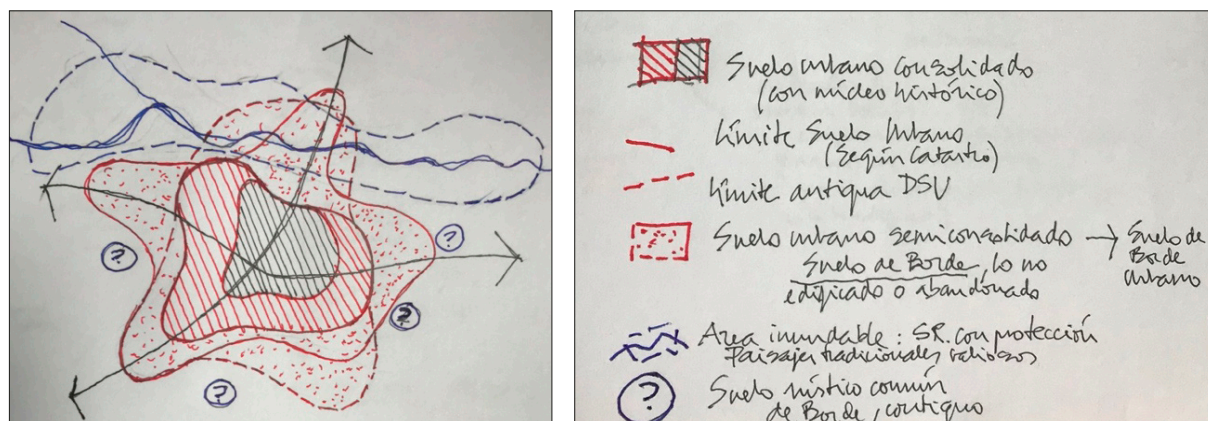 ?
?
?
?
Suelo urbano consolidado
(con núcleo histórico)
Límite Suelo Urbano
(Según Catastro)
Límite antigua DSU
Suelo urbano semiconsolidado → Suelo de
Borde
Urbano
Suelo de Borde, lo no
edificado o abandonado
Area inundable : SR. con protección
Paisajes tradicionales valiosos
?
Suelo rústico común
de Borde, contiguo